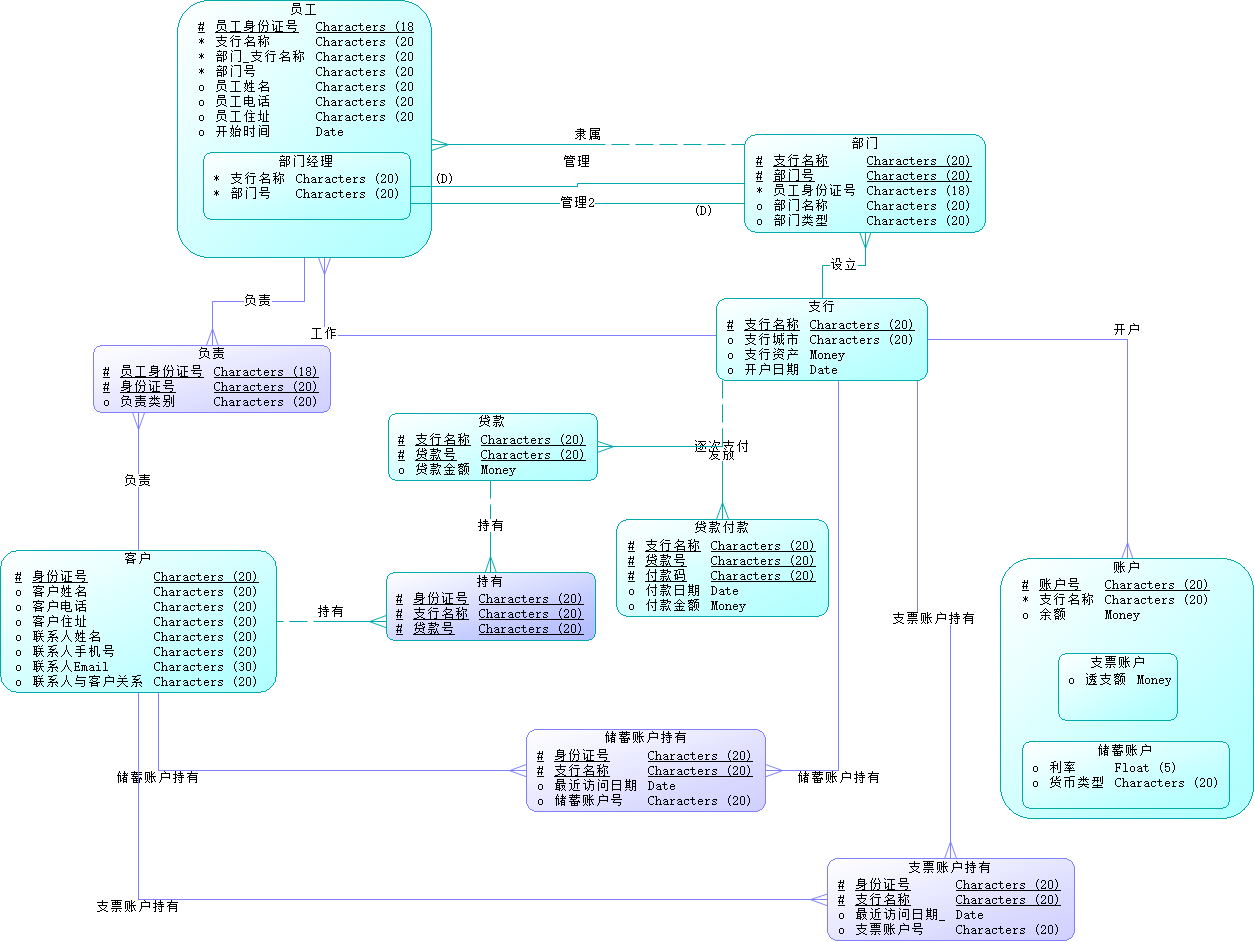 员工
# 员工身份证号 Characters (18
* 支行名称 Characters (20
* 部门_支行名称 Characters (20
* 部门号 Characters (20
o 员工姓名 Characters (20
o 员工电话 Characters (20
o 员工住址 Characters (20
o 开始时间 Date
部门经理
* 支行名称 Characters (20)
* 部门号 Characters (20)
隶属
管理
(D)
管理2
(D)
部门
# 支行名称 Characters (20)
# 部门号 Characters (20)
* 员工身份证号 Characters (18)
o 部门名称 Characters (20)
o 部门类型 Characters (20)
设立
负责
工作
支行
# 支行名称 Characters (20)
o 支行城市 Characters (20)
o 支行资产 Money
o 开户日期 Date
开户
负责
# 员工身份证号 Characters (18)
# 身份证号 Characters (20)
o 负责类别 Characters (20)
贷款
# 支行名称 Characters (20)
# 贷款号 Characters (20)
o 贷款金额 Money
逐次支付
发放
负责
持有
贷款付款
# 支行名称 Characters (20)
# 贷款号 Characters (20)
# 付款码 Characters (20)
o 付款日期 Date
o 付款金额 Money
客户
# 身份证号 Characters (20)
o 客户姓名 Characters (20)
o 客户电话 Characters (20)
o 客户住址 Characters (20)
o 联系人姓名 Characters (20)
o 联系人手机号 Characters (20)
o 联系人Email Characters (30)
o 联系人与客户关系 Characters (20)
持有
持有
# 身份证号 Characters (20)
# 支行名称 Characters (20)
# 贷款号 Characters (20)
支票账户持有
账户
# 账户号 Characters (20)
* 支行名称 Characters (20)
o 余额 Money
支票账户
o 透支额 Money
储蓄账户
o 利率 Float (5)
o 货币类型 Characters (20)
储蓄账户持有
储蓄账户持有
# 身份证号 Characters (20)
# 支行名称 Characters (20)
o 最近访问日期 Date
o 储蓄账户号 Characters (20)
储蓄账户持有
支票账户持有
支票账户持有
# 身份证号 Characters (20)
# 支行名称 Characters (20)
o 最近访问日期_ Date
o 支票账户号 Characters (20)